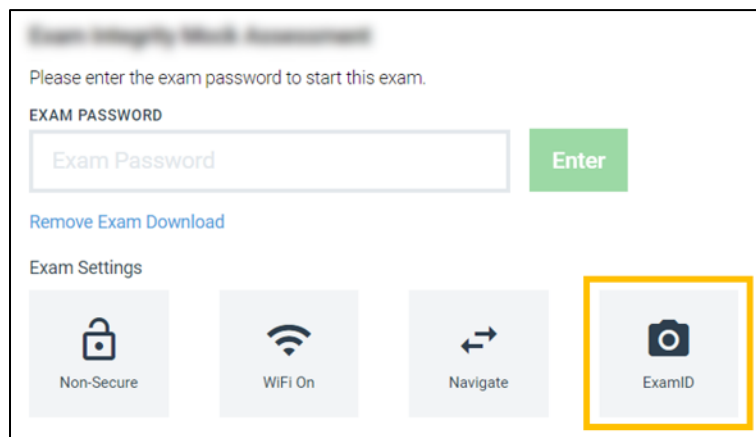 Please enter the exam password to start this exam.
EXAM PASSWORD
Exam Password
Enter
Remove Exam Download
Exam Settings
Non-Secure
WiFi On
Navigate
ExamID